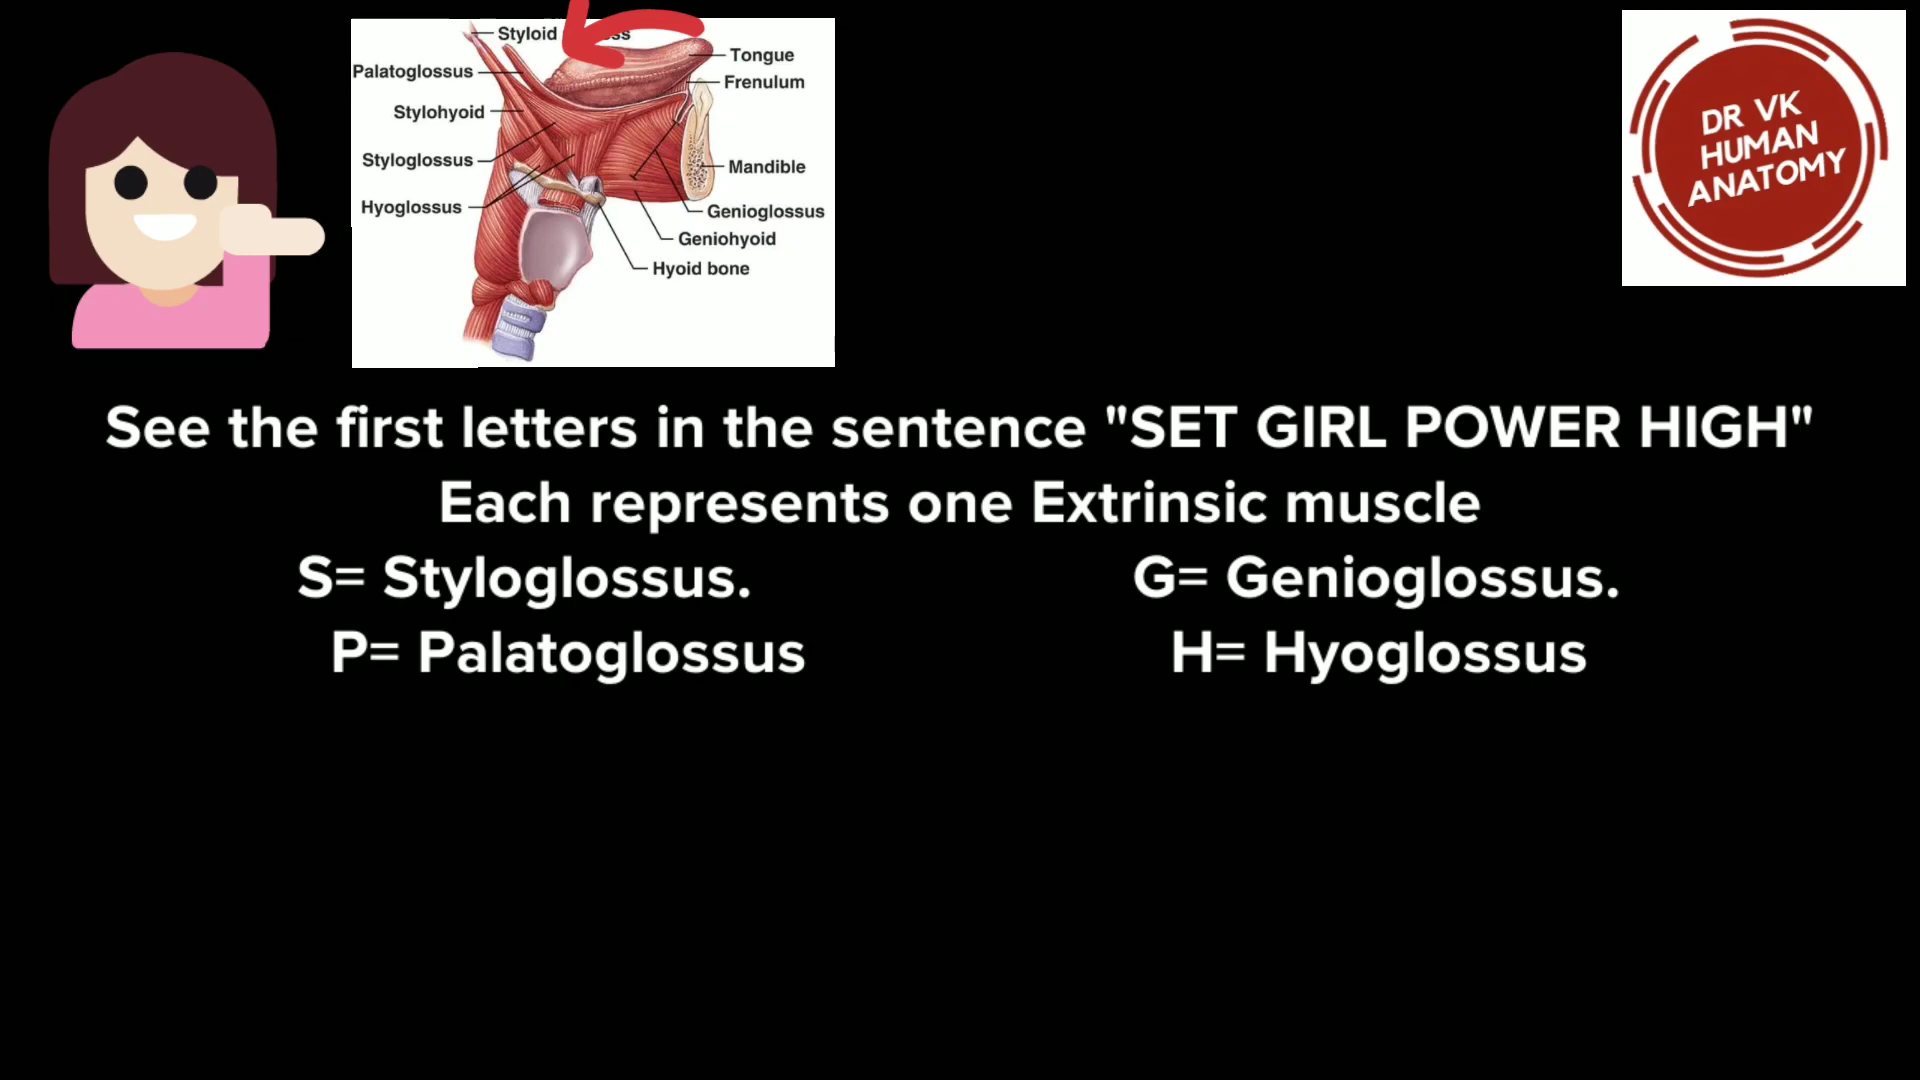 Styloid
Palatoglossus
Stylohyoid
Styloglossus
Hyoglossus
Tongue
Frenulum
Mandible
Genioglossus
Geniohyoid
Hyoid bone
DR VK
HUMAN
ANATOMY
See the first letters in the sentence "SET GIRL POWER HIGH"
Each represents one Extrinsic muscle
S= Styloglossus. G= Genioglossus.
P= Palatoglossus H= Hyoglossus